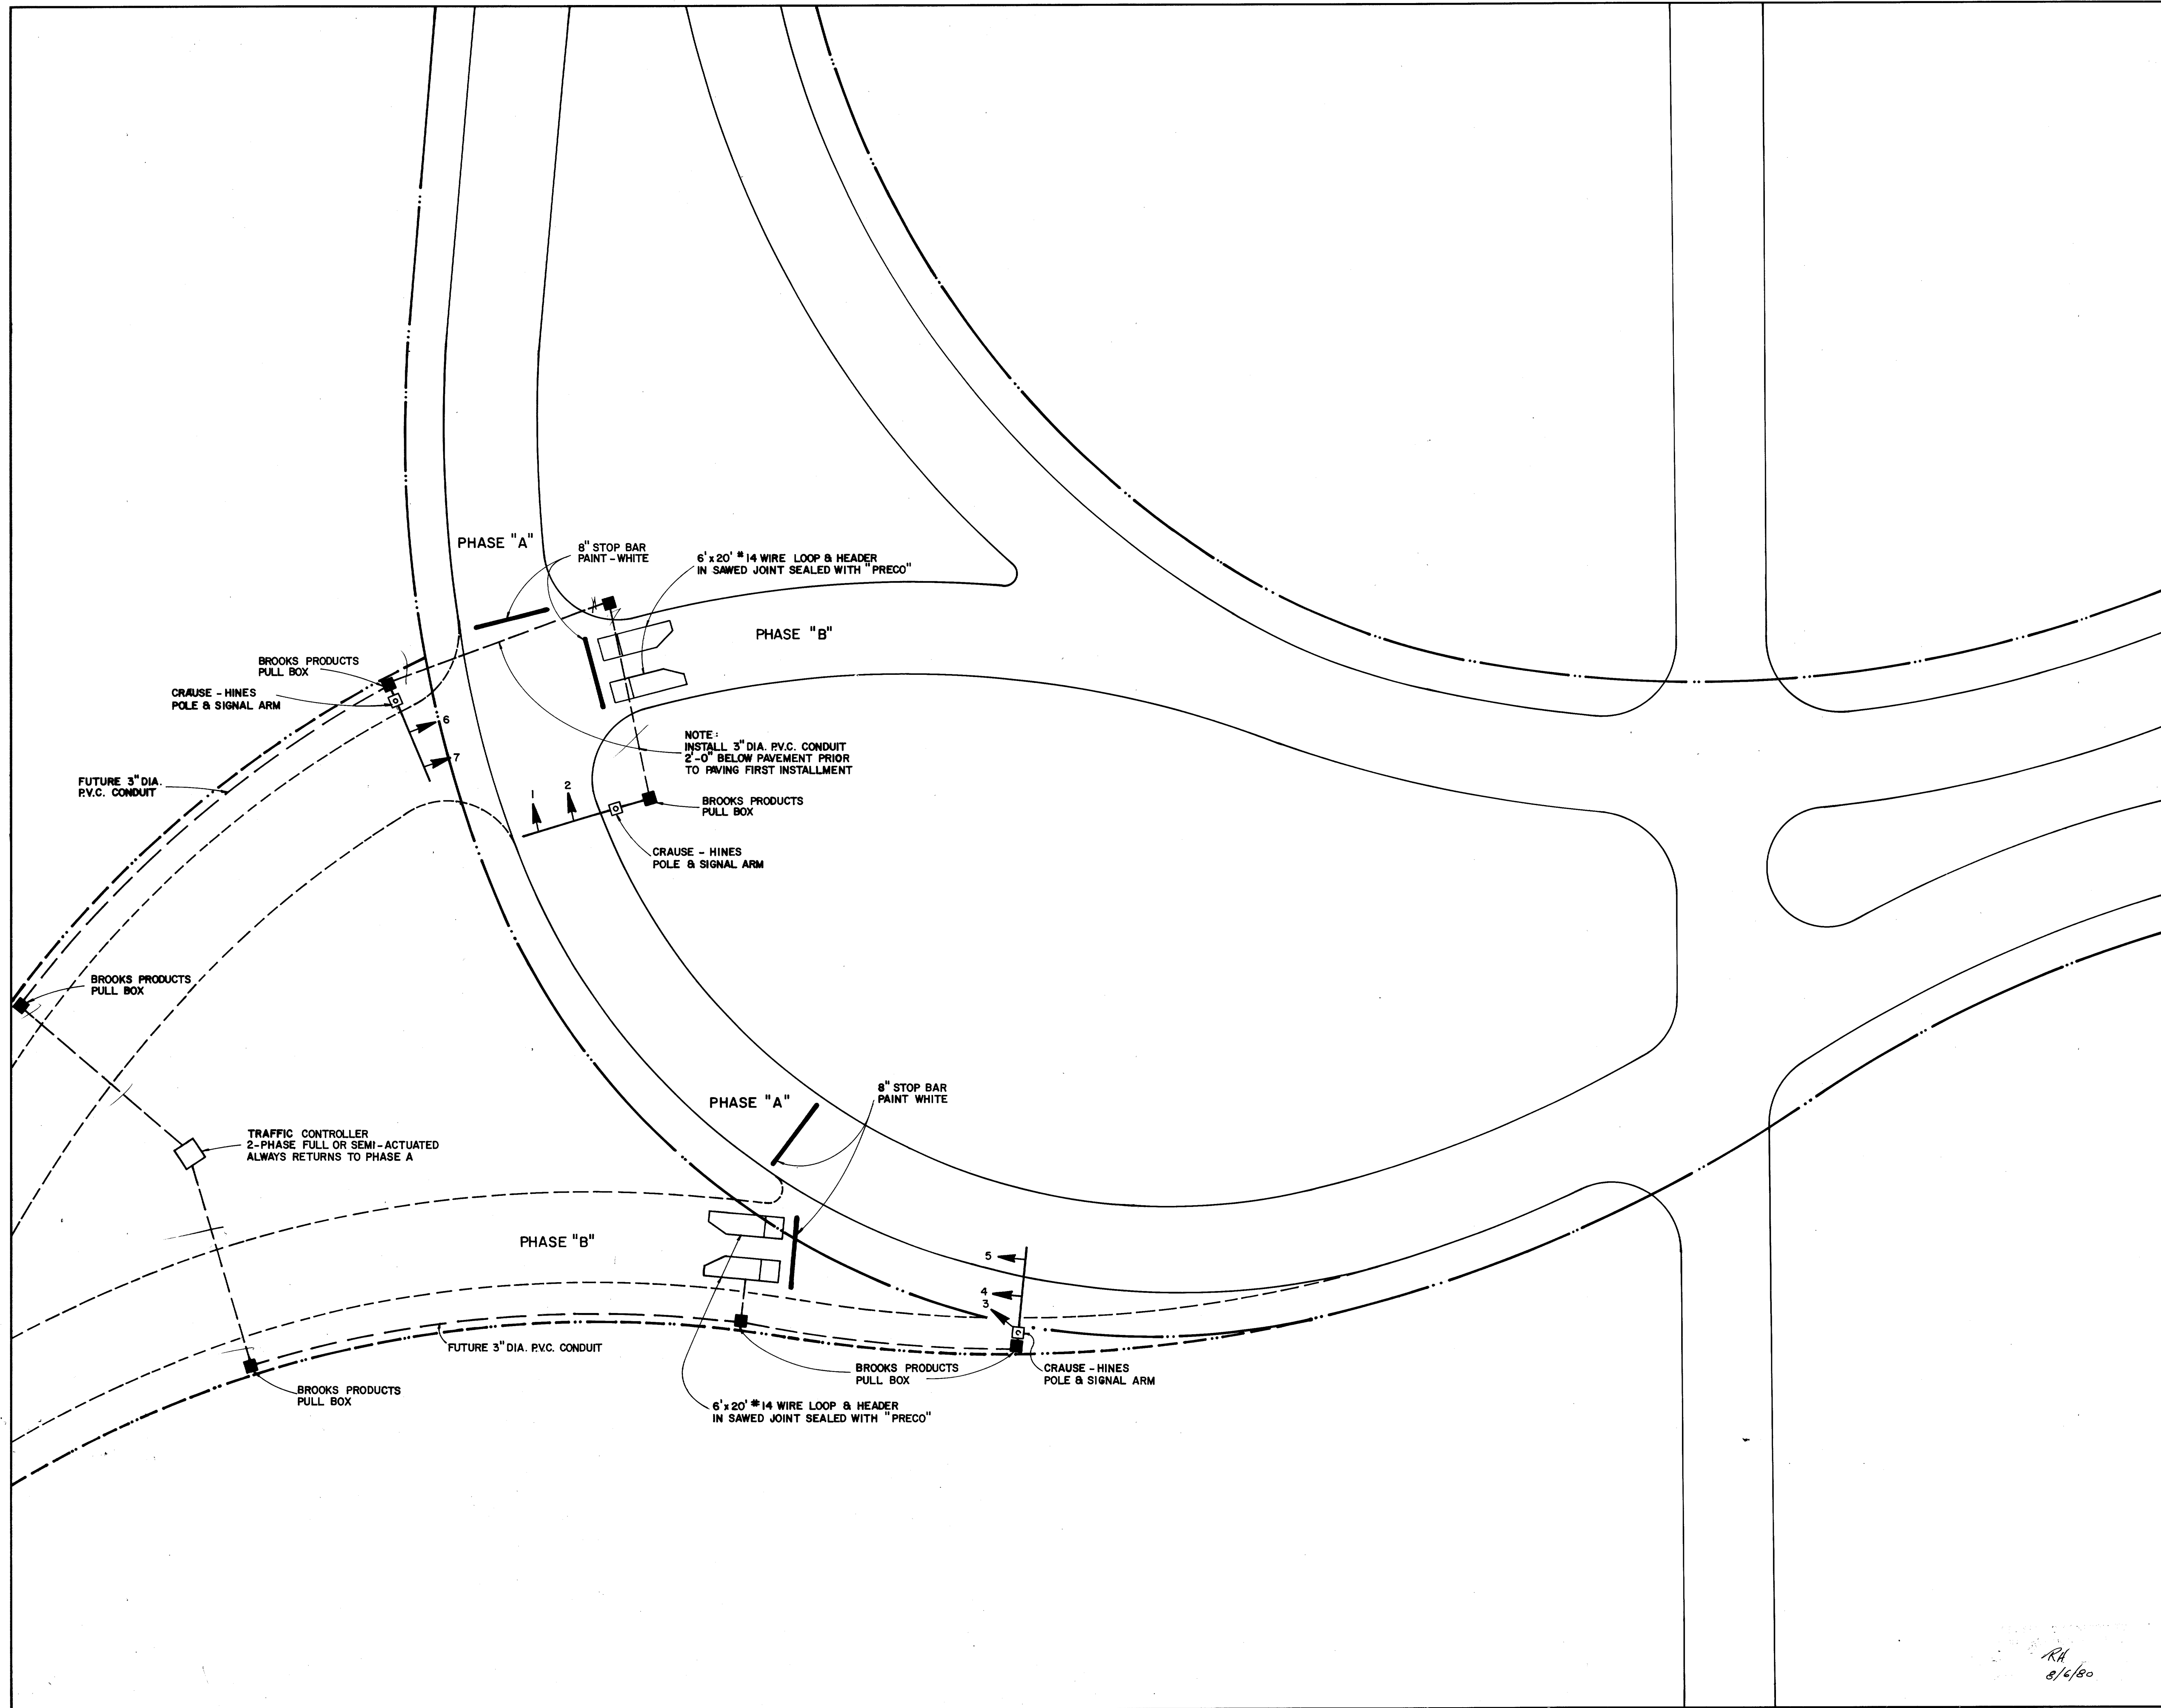 PHASE "A"
8" STOP BAR
PAINT - WHITE
6' x 20' #14 WIRE LOOP & HEADER
IN SAWED JOINT SEALED WITH "PRECO"
PHASE "B"
BROOKS PRODUCTS
PULL BOX
CRAUSE - HINES
POLE & SIGNAL ARM
6
7
NOTE:
INSTALL 3" DIA. P.V.C. CONDUIT
2'-0" BELOW PAVEMENT PRIOR
TO PAVING FIRST INSTALLMENT
FUTURE 3" DIA.
P.V.C. CONDUIT
1
2
BROOKS PRODUCTS
PULL BOX
CRAUSE - HINES
POLE & SIGNAL ARM
BROOKS PRODUCTS
PULL BOX
8" STOP BAR
PAINT WHITE
PHASE "A"
TRAFFIC CONTROLLER
2-PHASE FULL OR SEMI-ACTUATED
ALWAYS RETURNS TO PHASE A
PHASE "B"
5
4
3
FUTURE 3" DIA. P.V.C. CONDUIT
BROOKS PRODUCTS
PULL BOX
CRAUSE - HINES
POLE & SIGNAL ARM
BROOKS PRODUCTS
PULL BOX
6' x 20' #14 WIRE LOOP & HEADER
IN SAWED JOINT SEALED WITH "PRECO"
RH
8/6/80